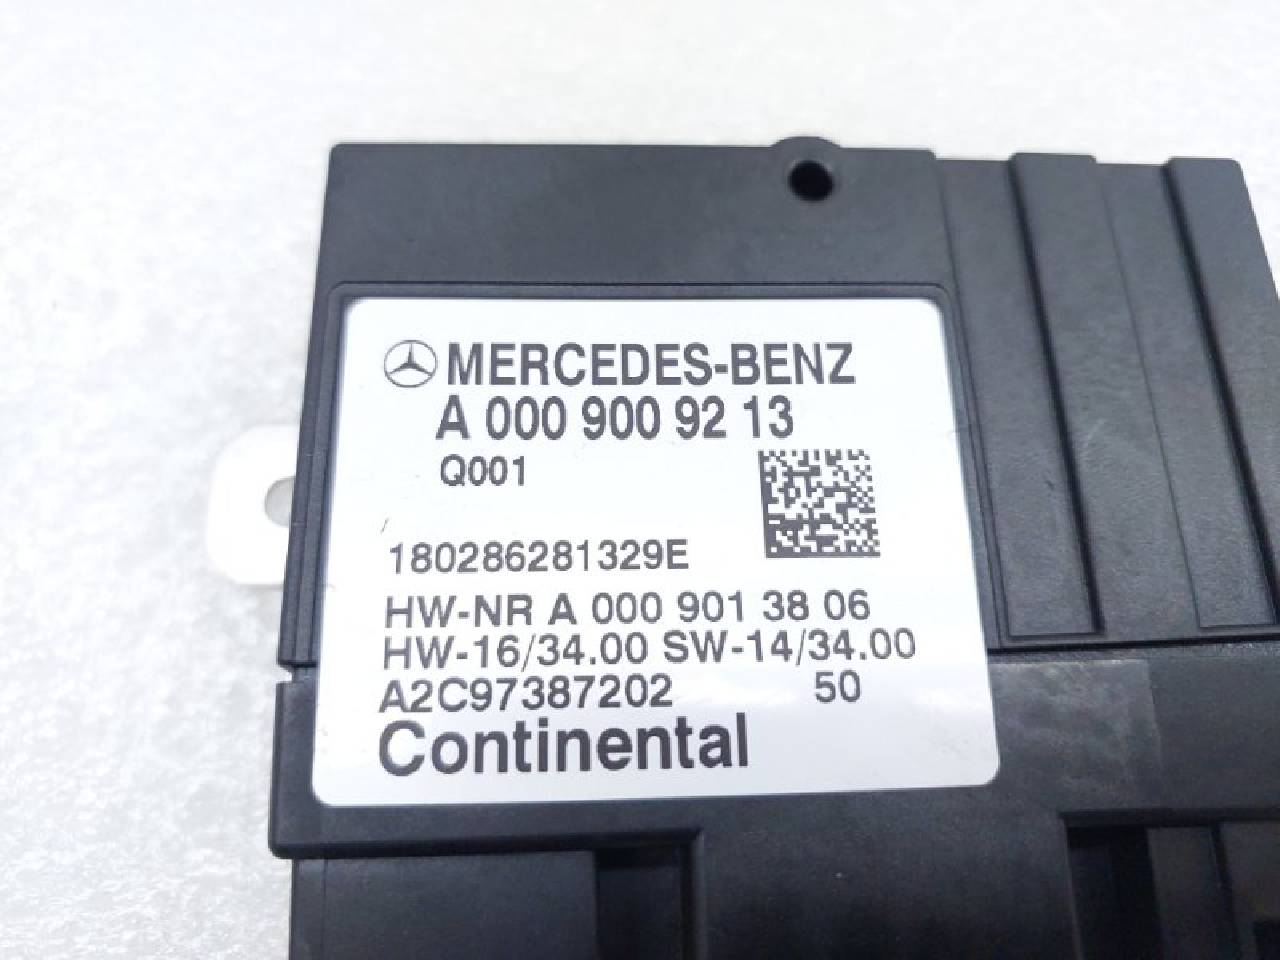 MERCEDES-BENZ
A 000 900 92 13
Q001
180286281329E
HW-NR A 000 901 38 06
HW-16/34.00 SW-14/34.00
A2C97387202 50
Continental